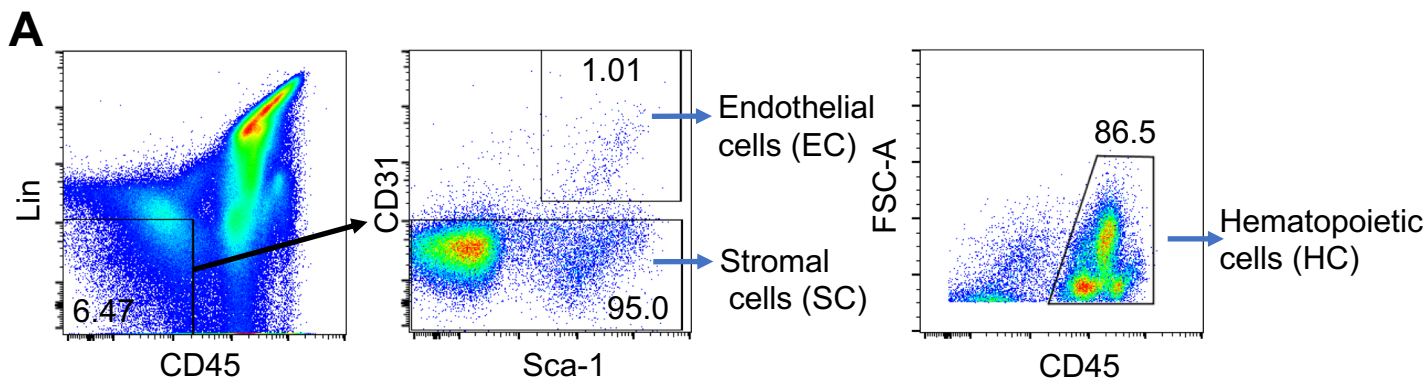 A
Lin
6.47
CD45
CD31
1.01
95.0
Sca-1
Endothelial
cells (EC)
Stromal
cells (SC)
FSC-A
86.5
CD45
Hematopoietic
cells (HC)